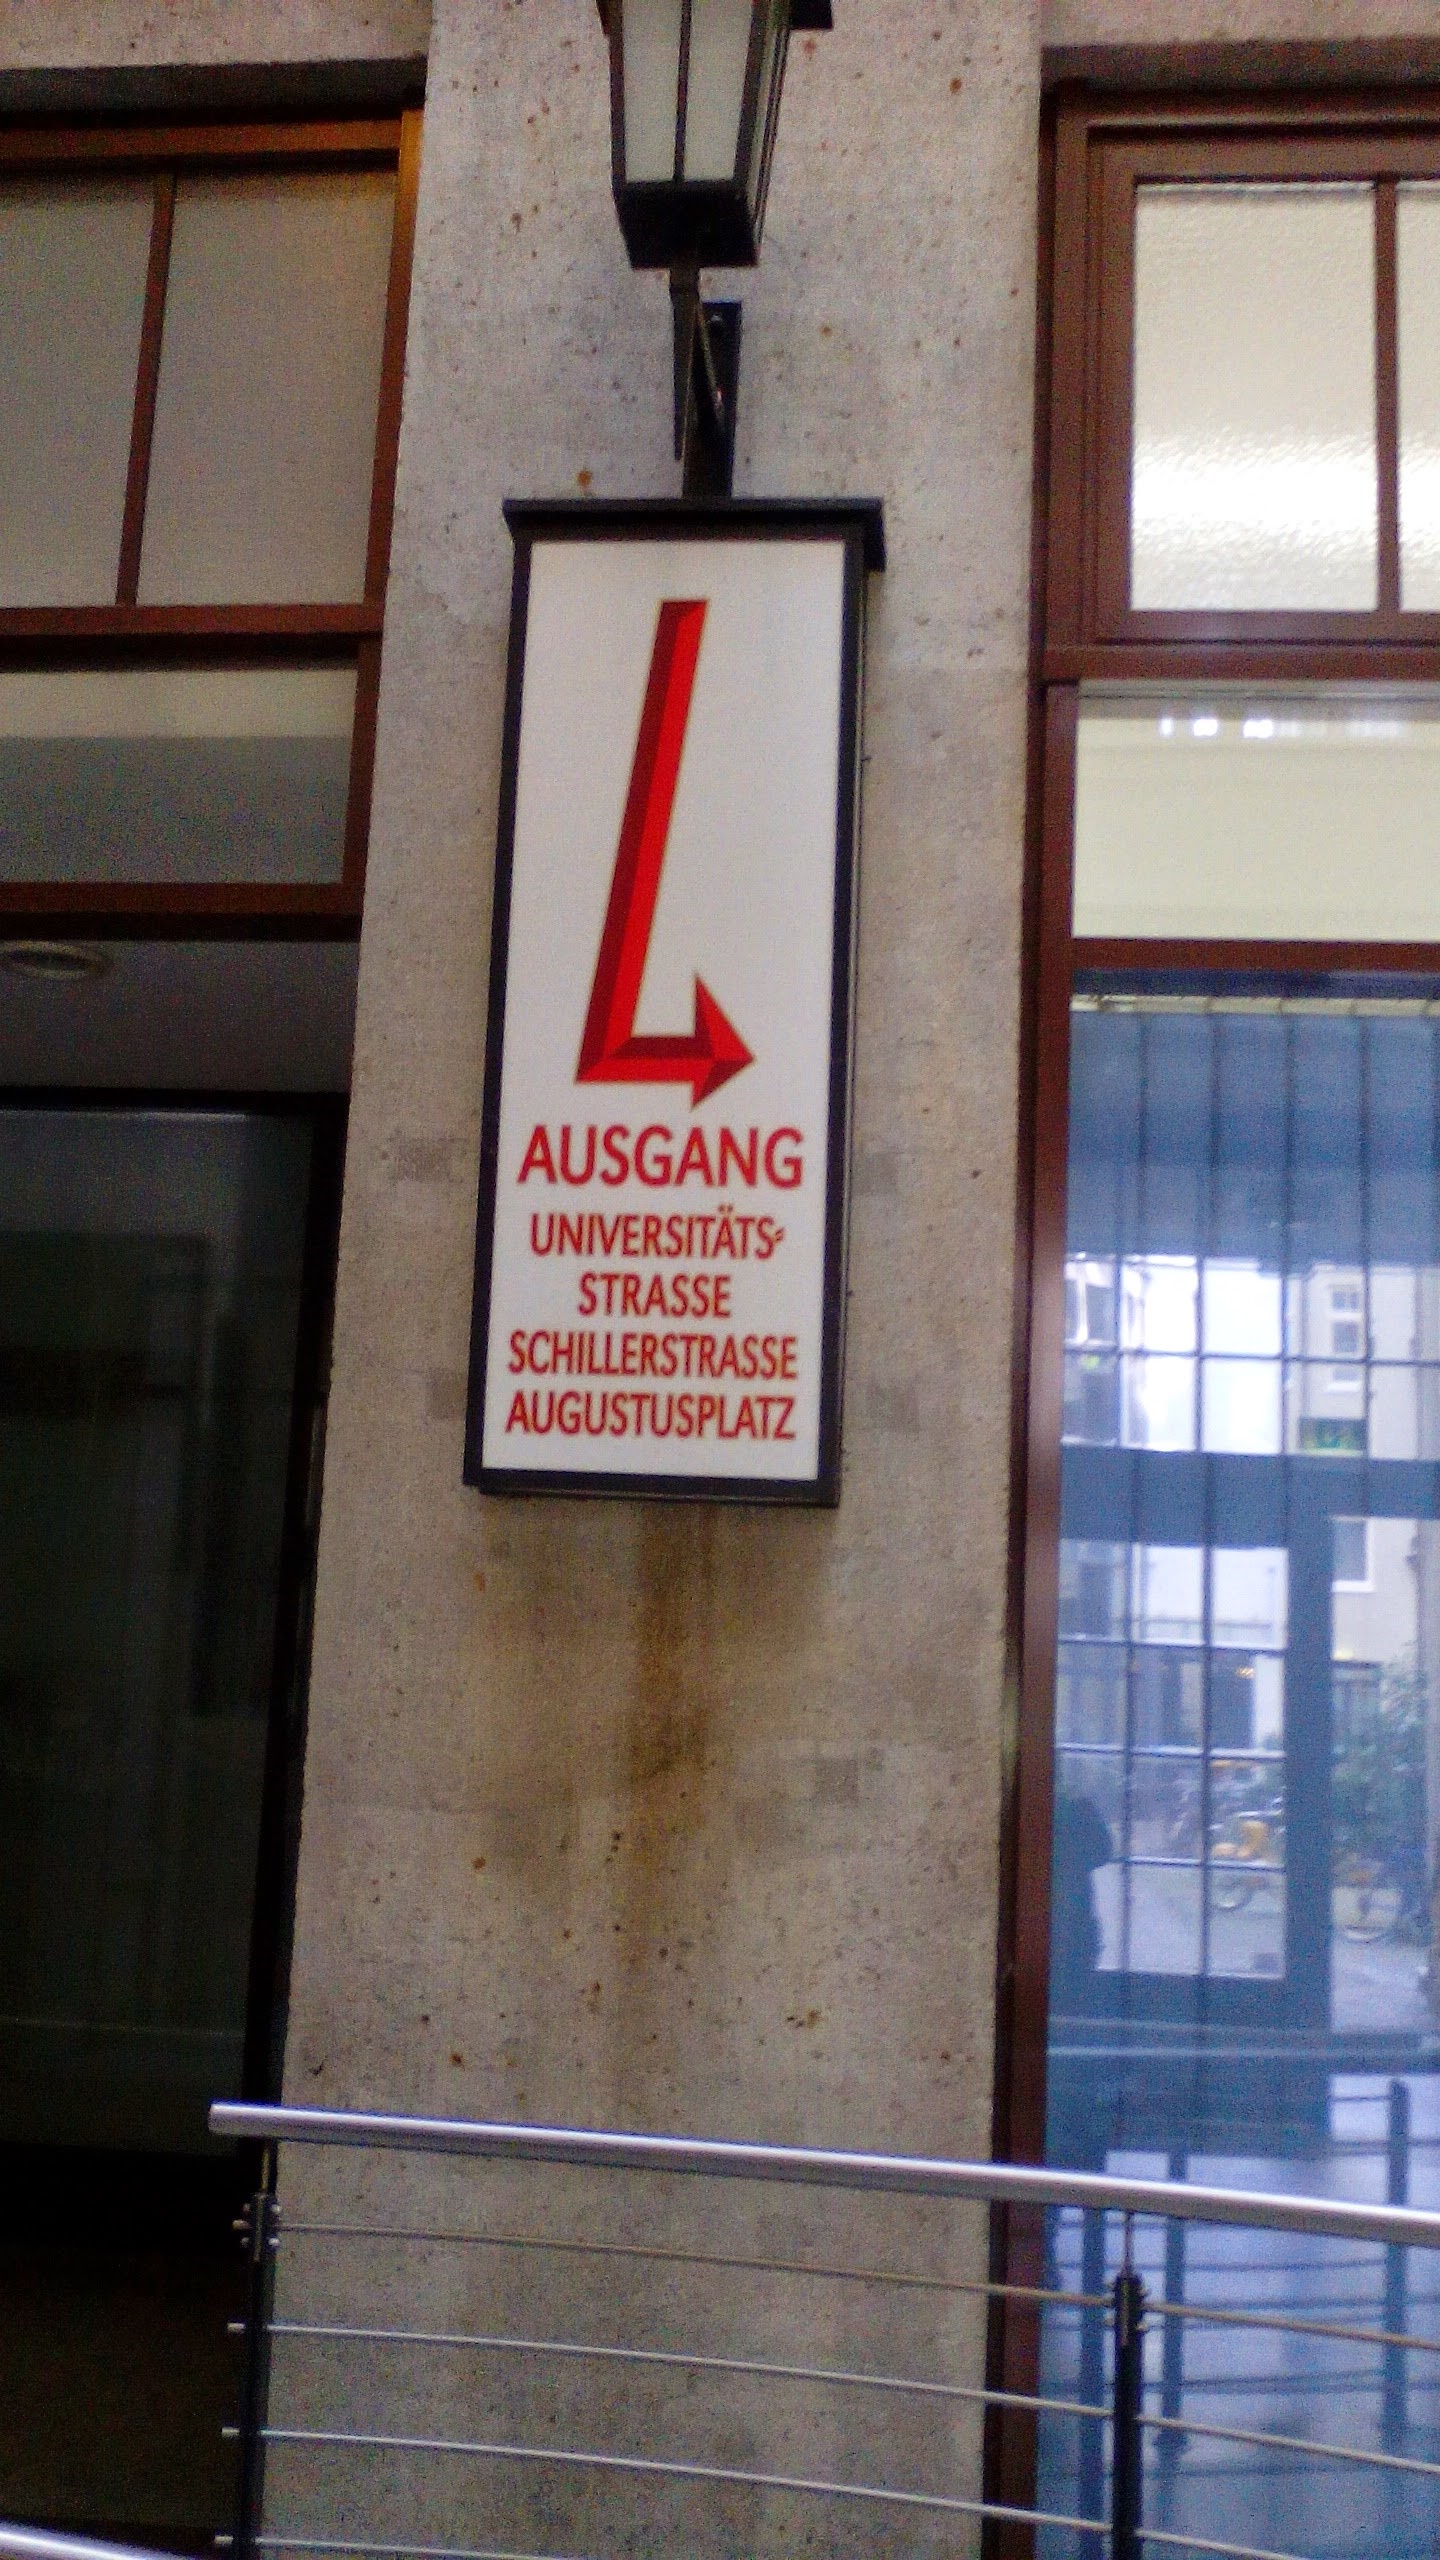 AUSGANG
UNIVERSITÄTS-
STRASSE
SCHILLERSTRASSE
AUGUSTUSPLATZ